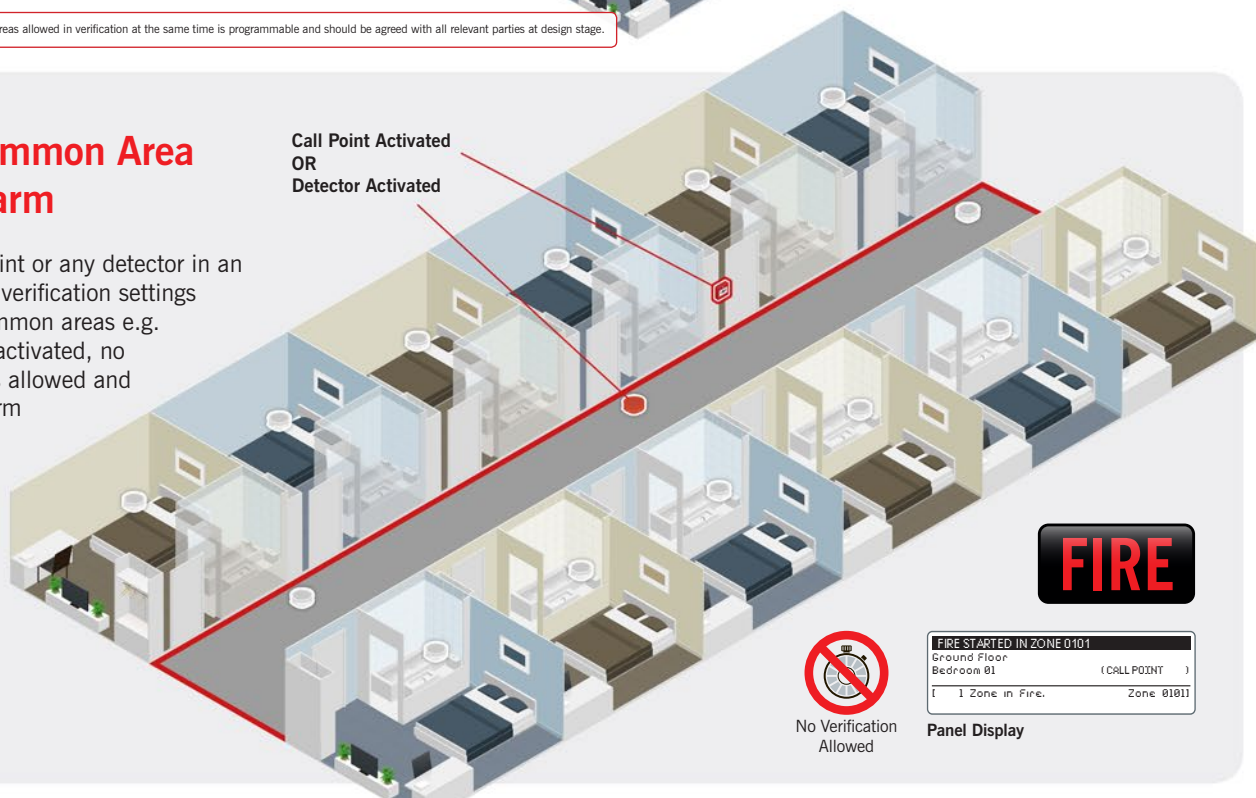 reas allowed in verification at the same time is programmable and should be agreed with all relevant parties at design stage.
mmon Area
arm
int or any detector in an
verification settings
mmon areas e.g.
activated, no
allowed and
rm
Call Point Activated
OR
Detector Activated
FIRE
No Verification
Allowed
FIRE STARTED IN ZONE 0101
Ground Floor
Bedroom 01 (CALL POINT )
[ 1 Zone in Fire. Zone 0101]
Panel Display